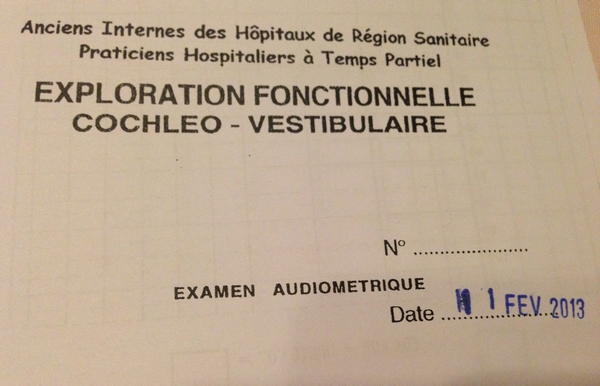 Anciens Internes des Hôpitaux de Région Sanitaire
Praticiens Hospitaliers à Temps Partiel
EXPLORATION FONCTIONNELLE
COCHLEO - VESTIBULAIRE
N° ......................
EXAMEN AUDIOMETRIQUE
Date 1 FEV. 2013